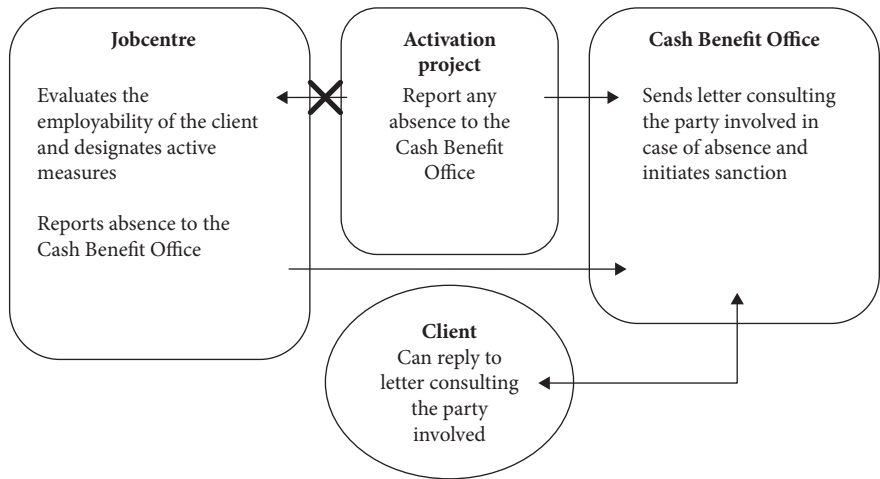 Jobcentre
Evaluates the
employability of the client
and designates active
measures
Reports absence to the
Cash Benefit Office
Activation
project
Report any
absence to the
Cash Benefit
Office
Cash Benefit Office
Sends letter consulting
the party involved in
case of absence and
initiates sanction
Client
Can reply to
letter consulting
the party
involved